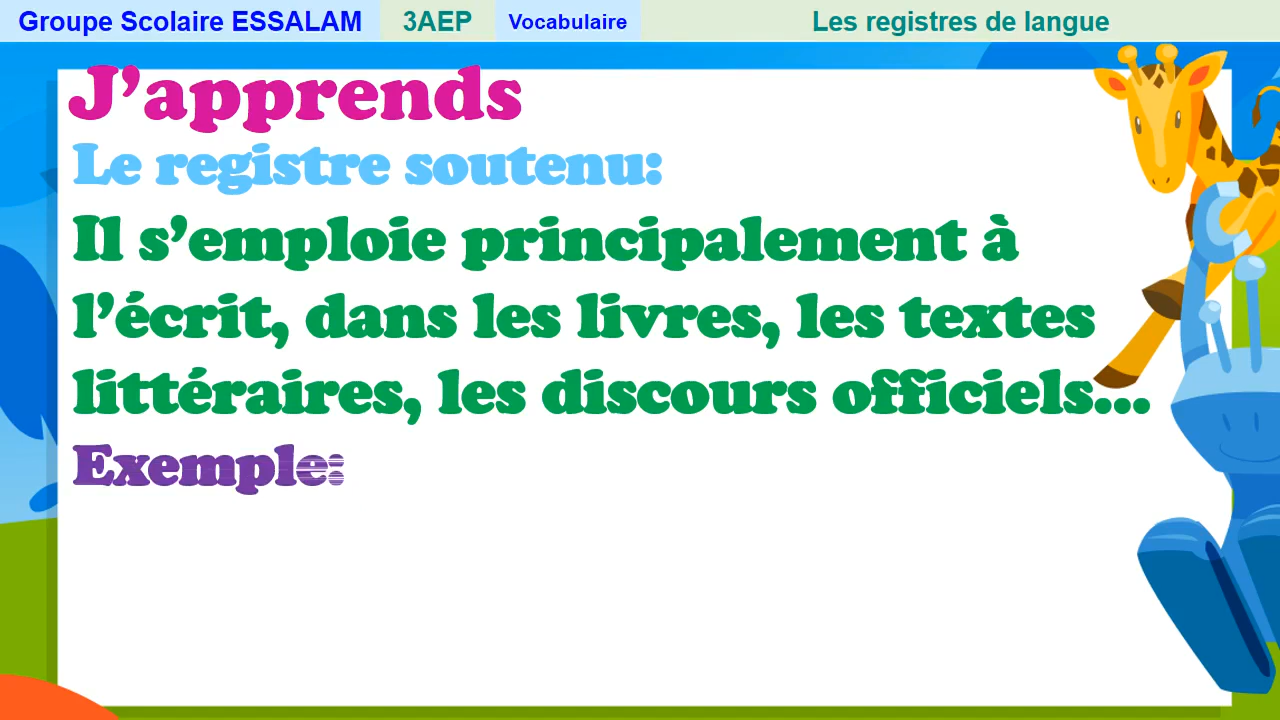 Groupe Scolaire ESSALAM 3AEP Vocabulaire Les registres de langue
J’apprends
Le registre soutenu:
Il s’emploie principalement à
l’écrit, dans les livres, les textes
littéraires, les discours officiels...
Exemple: